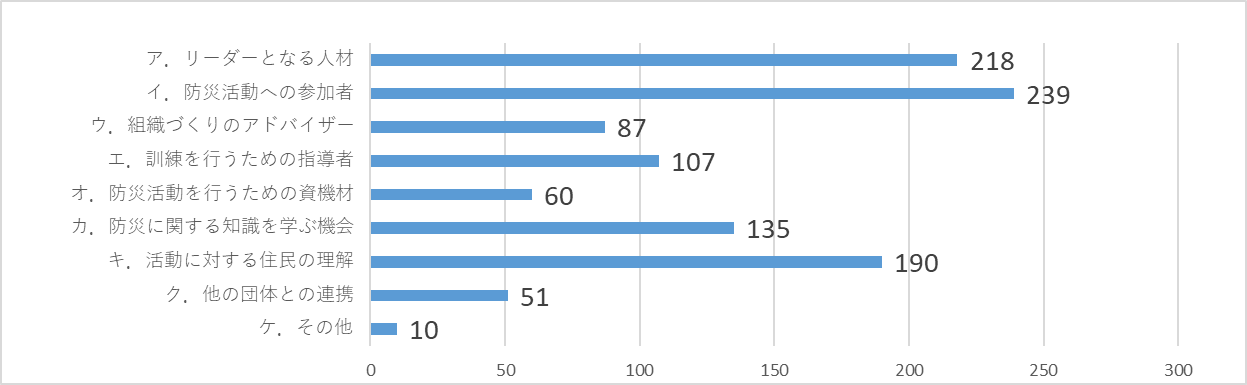 ア．リーダーとなる人材 218
イ．防災活動への参加者 239
ウ．組織づくりのアドバイザー 87
エ．訓練を行うための指導者 107
オ．防災活動を行うための資機材 60
カ．防災に関する知識を学ぶ機会 135
キ．活動に対する住民の理解 190
ク．他の団体との連携 51
ケ．その他 10
0 50 100 150 200 250 300